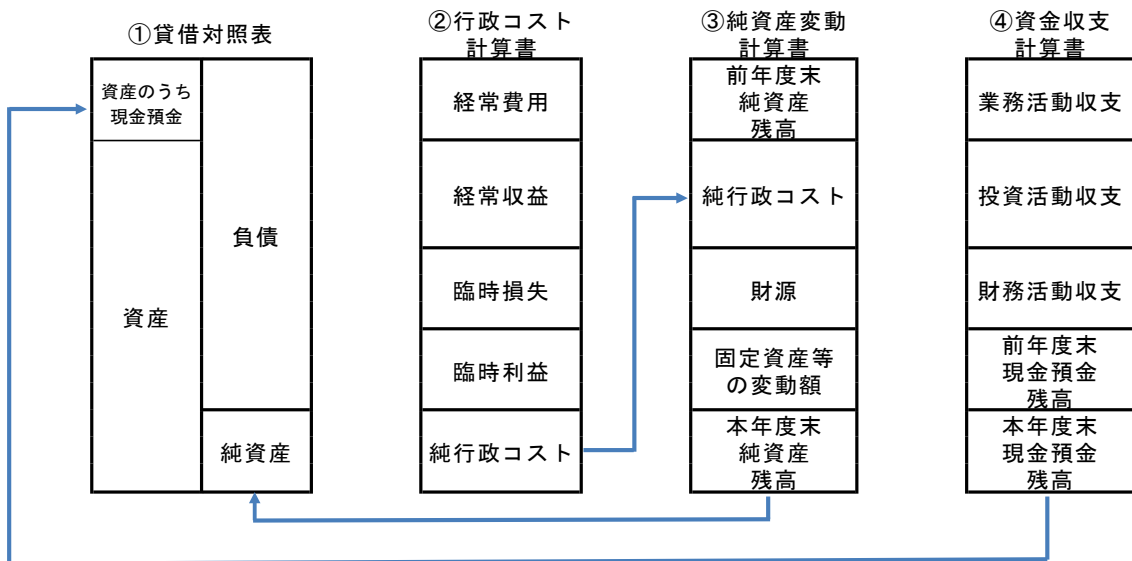 ①貸借対照表
資産のうち
現金預金
資産
負債
純資産
②行政コスト
計算書
経常費用
経常収益
臨時損失
臨時利益
純行政コスト
③純資産変動
計算書
前年度末
純資産
残高
純行政コスト
財源
固定資産等
の変動額
本年度末
純資産
残高
④資金収支
計算書
業務活動収支
投資活動収支
財務活動収支
前年度末
現金預金
残高
本年度末
現金預金
残高